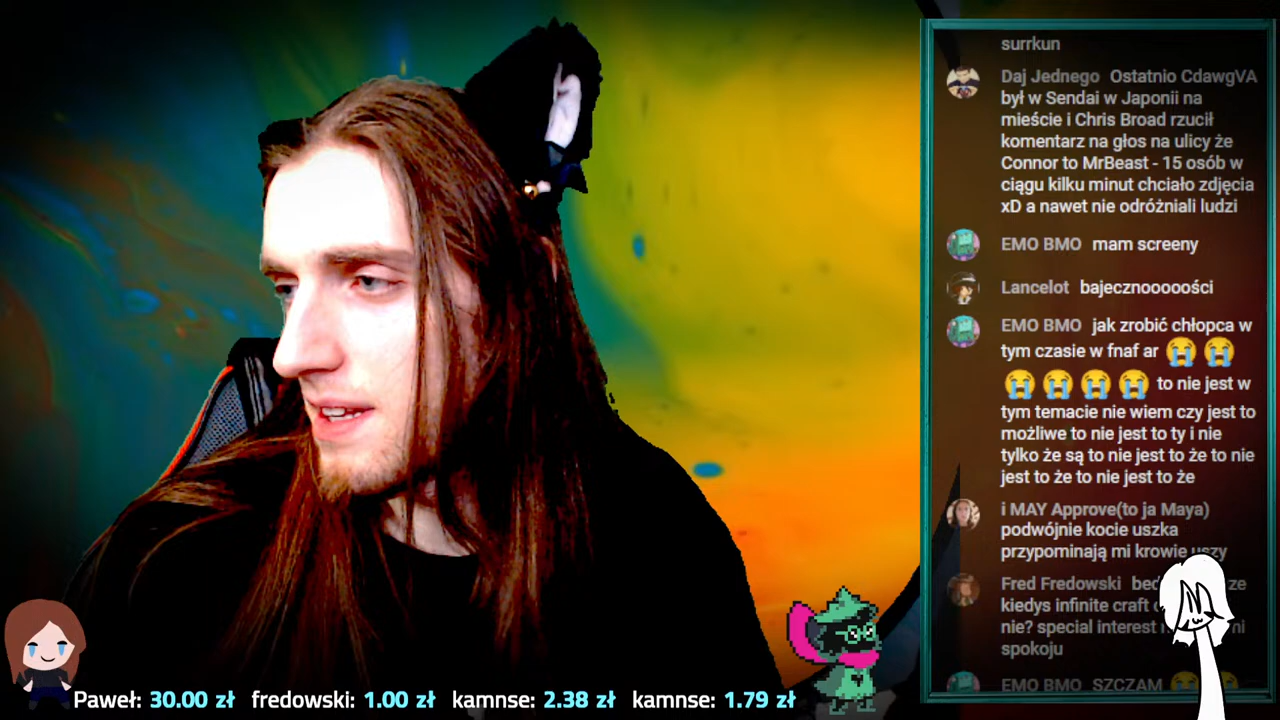 surrkun
Daj Jednego Ostatnio CdawgVA
był w Sendai w Japonii na
mieście i Chris Broad rzucił
komentarz na głos na ulicy że
Connor to MrBeast - 15 osób w
ciągu kilku minut chciało zdjęcia
xD a nawet nie odróżniali ludzi
EMO BMO mam screeny
Lancelot bajecznooooości
EMO BMO jak zrobić chłopca w
tym czasie w fnaf ar 😭 😭
😭 😭 😭 😭 to nie jest w
tym temacie nie wiem czy jest to
możliwe to nie jest to ty i nie
tylko że są to nie jest to że to nie
jest to że to nie jest to że
i MAY Approve(to ja Maya)
podwójnie kocie uszka
przypominają mi krowie uszy
Fred Fredowski ze
kiedys infinite craft
nie? special interest
spokoju
EMO BMO SZCZAM 😭
Paweł: 30.00 zł fredowski: 1.00 zł kamnse: 2.38 zł kamnse: 1.79 zł